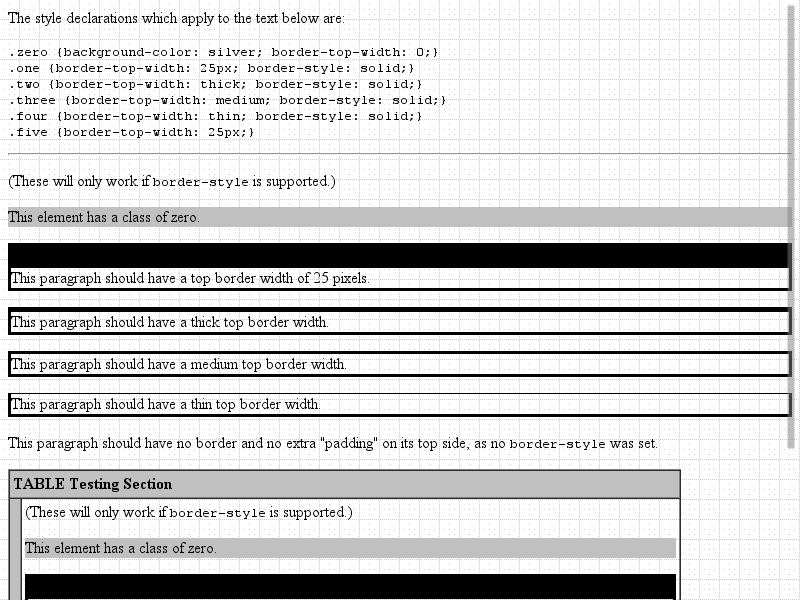 The style declarations which apply to the text below are:
.zero {background-color: silver; border-top-width: 0;}
.one {border-top-width: 25px; border-style: solid;}
.two {border-top-width: thick; border-style: solid;}
.three {border-top-width: medium; border-style: solid;}
.four {border-top-width: thin; border-style: solid;}
.five {border-top-width: 25px;}
(These will only work if border-style is supported.)
This element has a class of zero.
This paragraph should have a top border width of 25 pixels.
This paragraph should have a thick top border width.
This paragraph should have a medium top border width.
This paragraph should have a thin top border width.
This paragraph should have no border and no extra "padding" on its top side, as no border-style was set.
TABLE Testing Section
(These will only work if border-style is supported.)
This element has a class of zero.